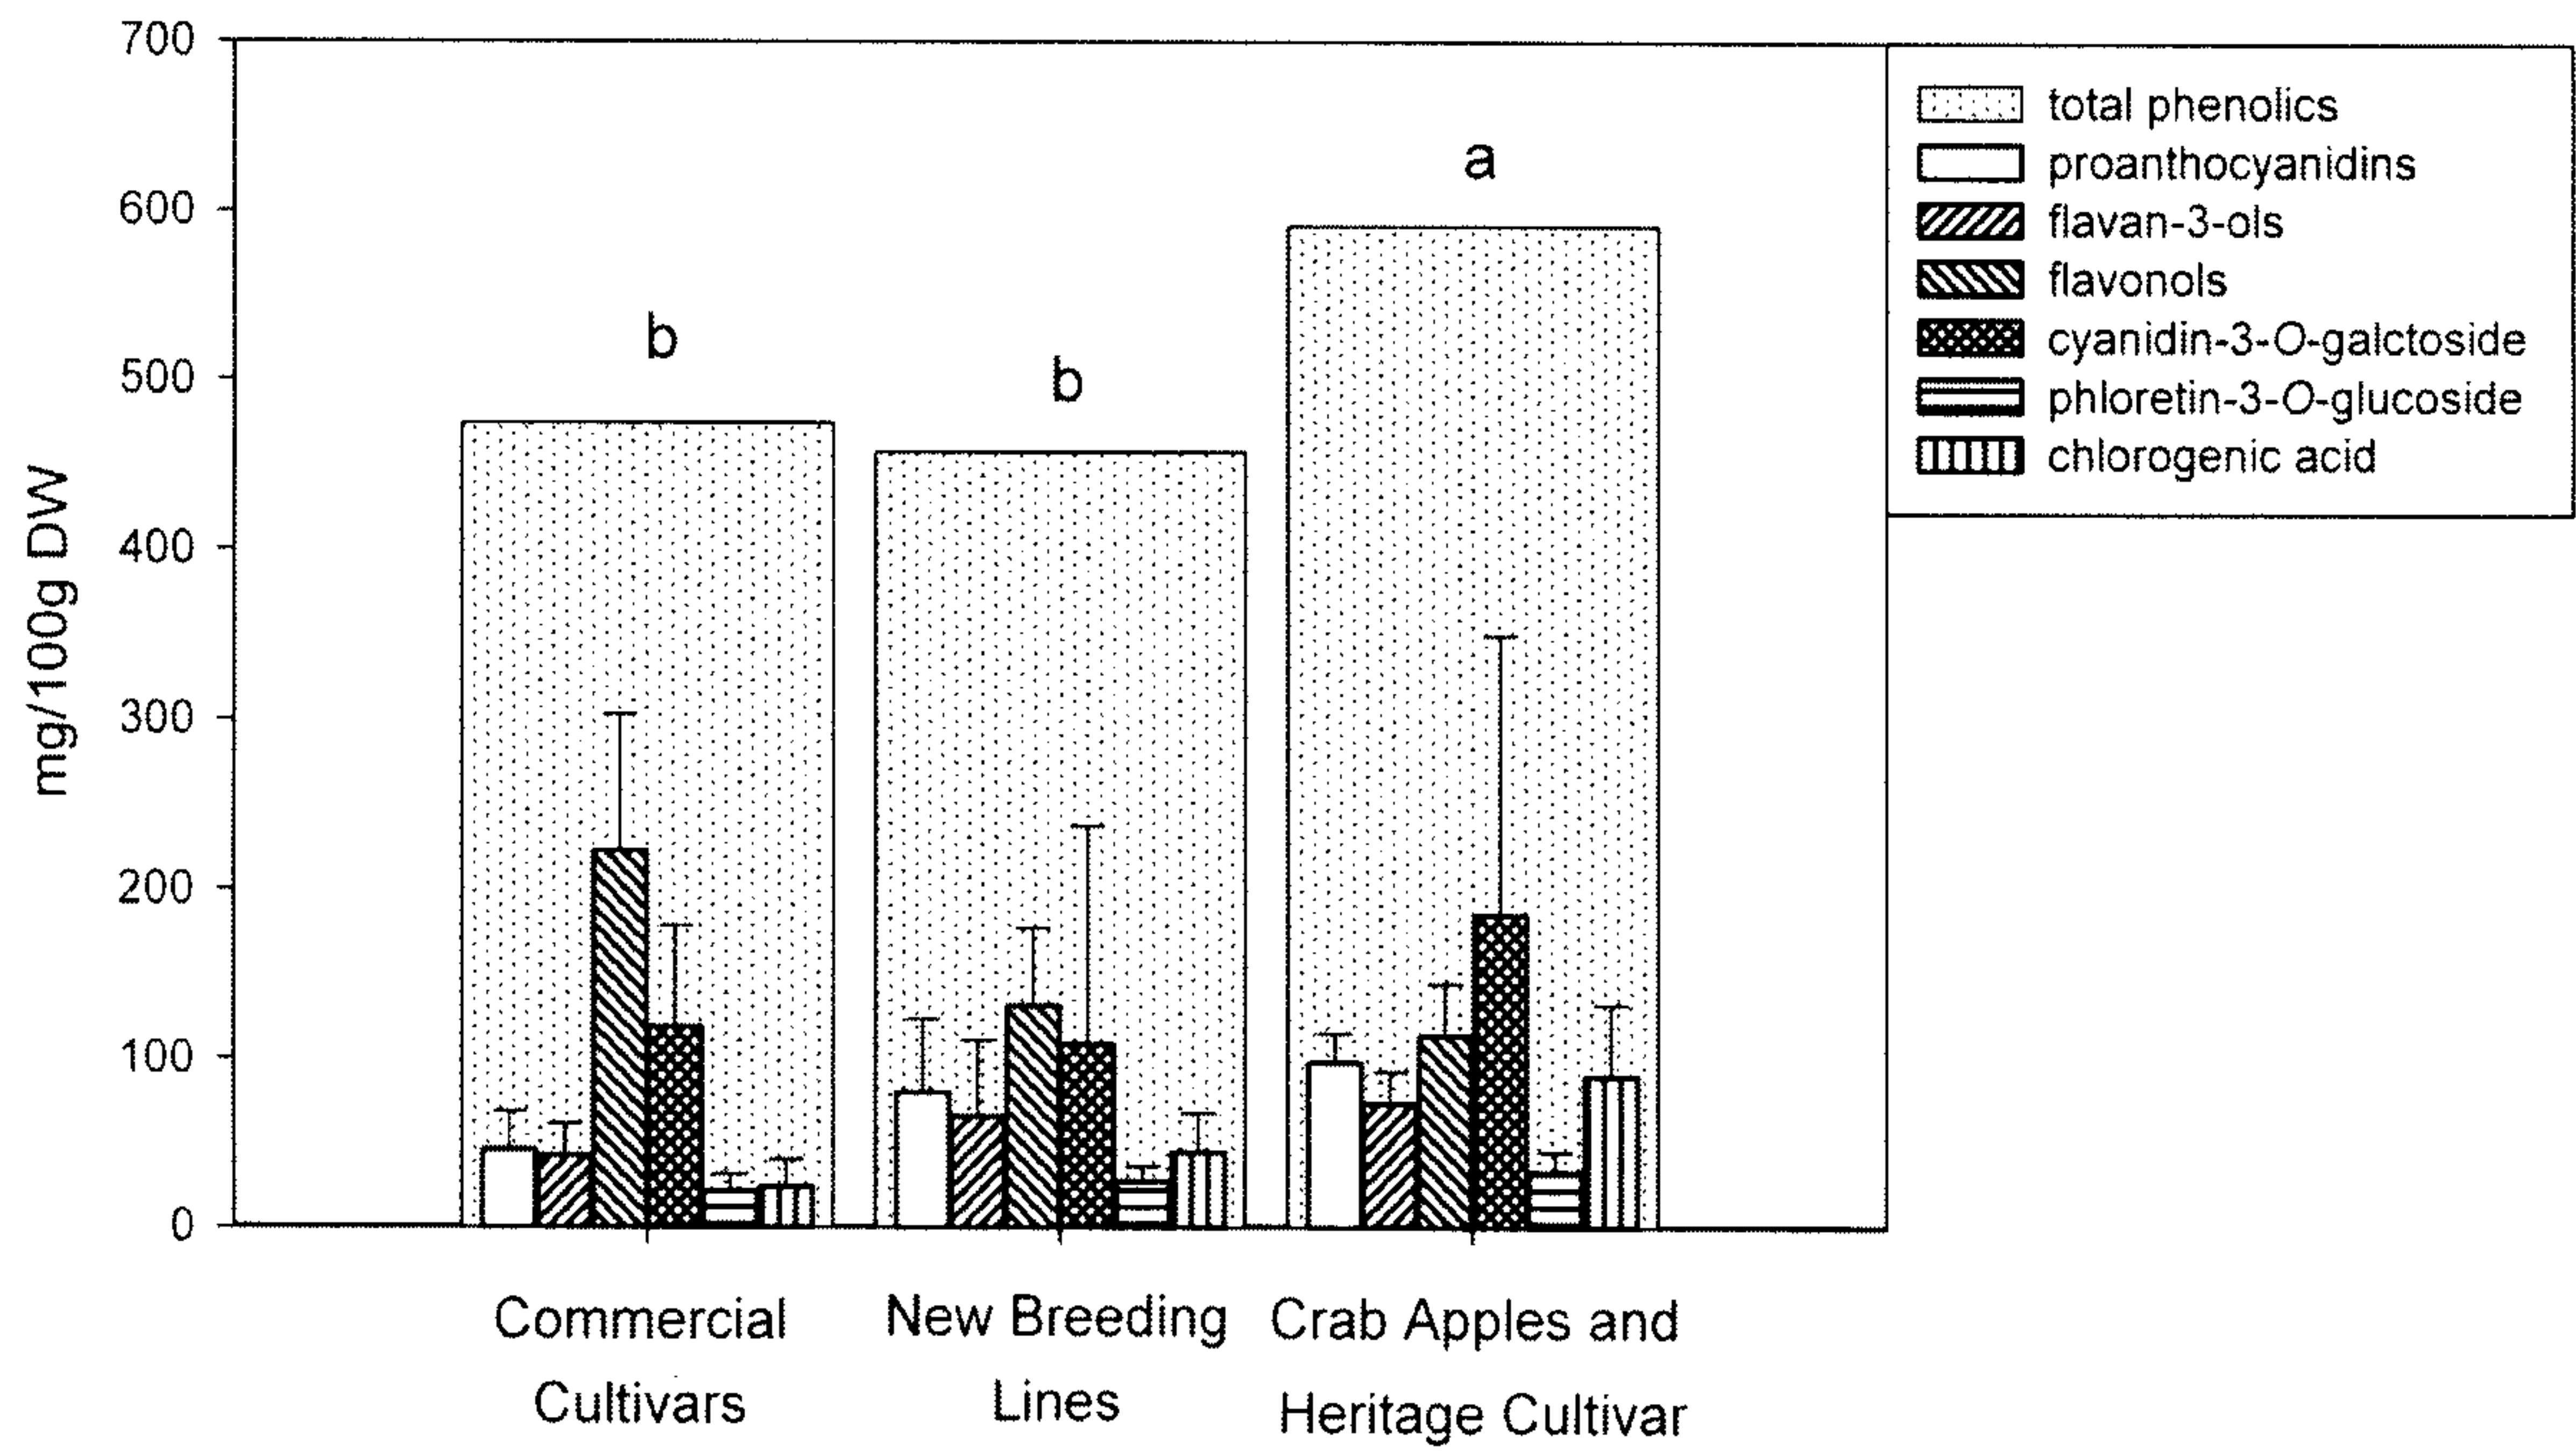 700
600
500
400
300
200
100
0
mg/100g DW
b
b
a
total phenolics
proanthocyanidins
flavan-3-ols
flavonols
cyanidin-3-O-galctoside
phloretin-3-O-glucoside
chlorogenic acid
Commercial
Cultivars
New Breeding
Lines
Crab Apples and
Heritage Cultivar